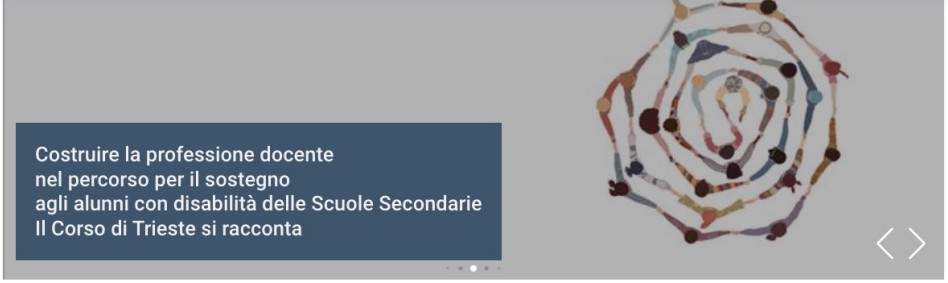 Costruire la professione docente
nel percorso per il sostegno
agli alunni con disabilità delle Scuole Secondarie
Il Corso di Trieste si racconta